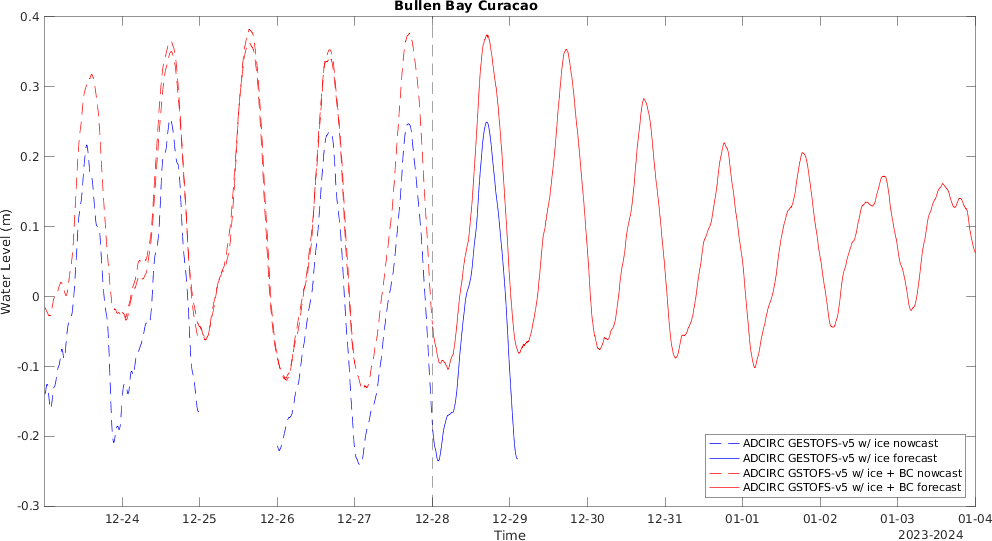 Bullen Bay Curacao
Water Level (m)
0.4
0.3
0.2
0.1
0
-0.1
-0.2
-0.3
ADCIRC GESTOFS-v5 w/ ice nowcast
ADCIRC GESTOFS-v5 w/ ice forecast
ADCIRC GSTOFS-v5 w/ ice + BC nowcast
ADCIRC GSTOFS-v5 w/ ice + BC forecast
12-24 12-25 12-26 12-27 12-28 12-29 12-30 12-31 01-01 01-02 01-03 01-04
Time
2023-2024